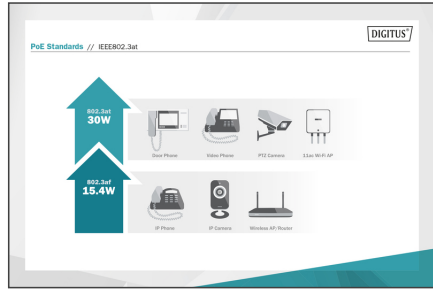 DIGITUS®
PoE Standards // IEEE802.3at
802.3at
30W
Door Phone
Video Phone
PTZ Camera
11ac Wi-Fi AP
802.3af
15.4W
IP Phone
IP Camera
Wireless AP/Router